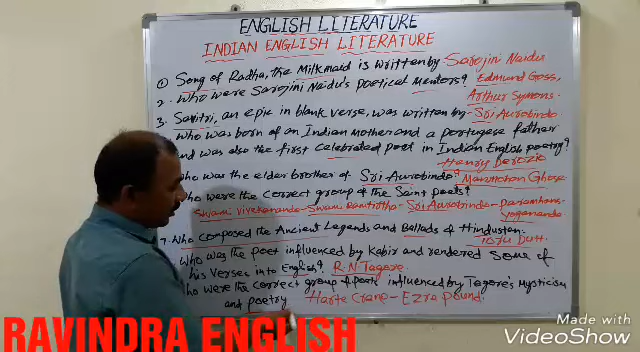 ENGLISH LITERATURE
INDIAN ENGLISH LITERATURE
① Song of Radha, the Milkmaid is written by Sarojini Naidu
2. Who were Sarojini Naidu's poetical Mentors? Edmund Goss,
Arthur Symons.
3. Savitri, an epic in blank verse, was written by - Sri Aurobindo
Who was born of an Indian Mother and a portugese father
and was also the first Celebrated poet in Indian English poetry?
Henry Derozio
ho was the elder brother of Sri Aurobindo? Manmohan Ghose
ho were the correct group of the Saint poets?
Swami Vivekananda - Swami Ramtirtha - Sri Aurobindo - Paramhans
yogananda
7. Who composed the Ancient Legends and Ballads of Hindustan.
Toru Dutt.
Who was the poet influenced by Kabir and rendered Some of
his Verses into English? R.N. Tagore
ho were the correct group of poets influenced by Tagore's mysticism
and poetry Harte Crane - Ezra Pound.
RAVINDRA ENGLISH
Made with
VideoShow